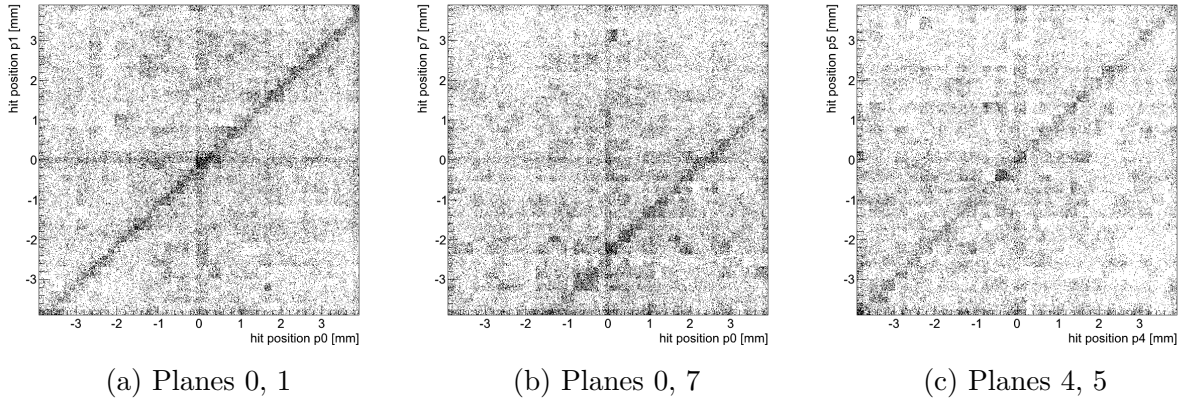 hit position p1 [mm]
3
2
1
0
-1
-2
-3
-3 -2 -1 0 1 2 3
hit position p0 [mm]
(a) Planes 0, 1
hit position p7 [mm]
3
2
1
0
-1
-2
-3
-3 -2 -1 0 1 2 3
hit position p0 [mm]
(b) Planes 0, 7
hit position p5 [mm]
3
2
1
0
-1
-2
-3
-3 -2 -1 0 1 2 3
hit position p4 [mm]
(c) Planes 4, 5